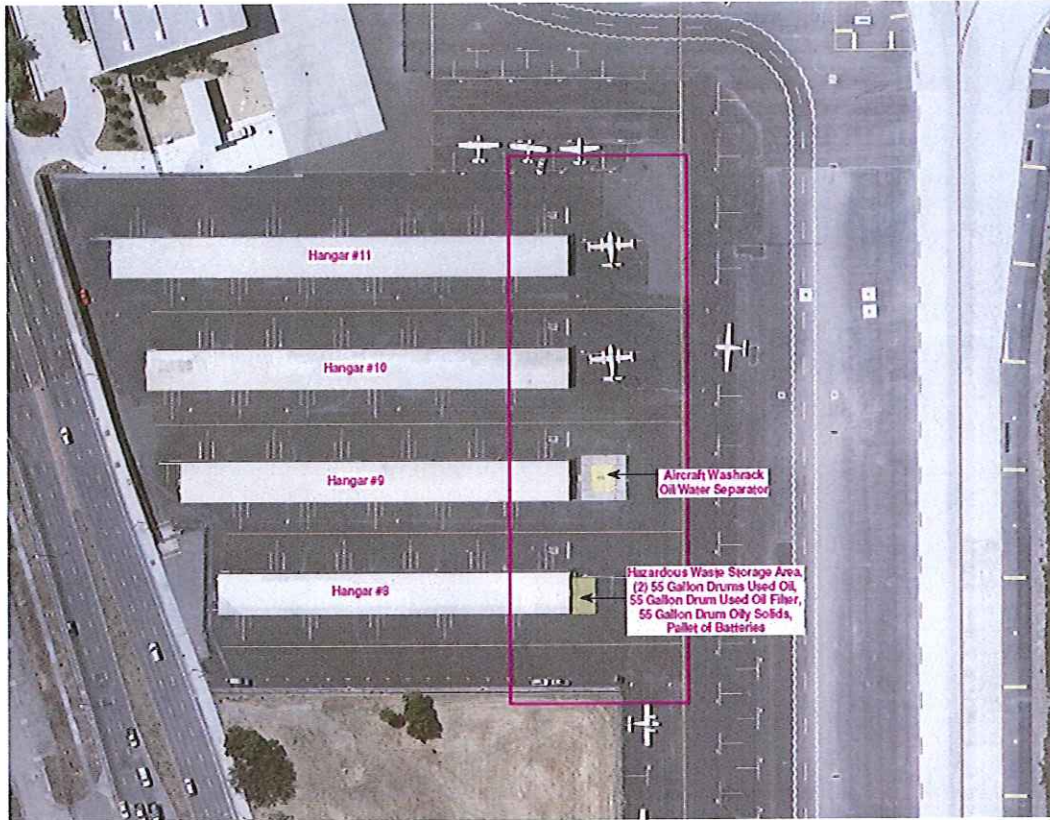 Hangar #11
Hangar #10
Hangar #9
Aircraft Washrack
Oil Water Separator
Hangar #8
Hazardous Waste Storage Area,
(2) 55 Gallon Drums Used Oil,
55 Gallon Drum Used Oil Filter,
55 Gallon Drum Oily Solids,
Pallet of Batteries